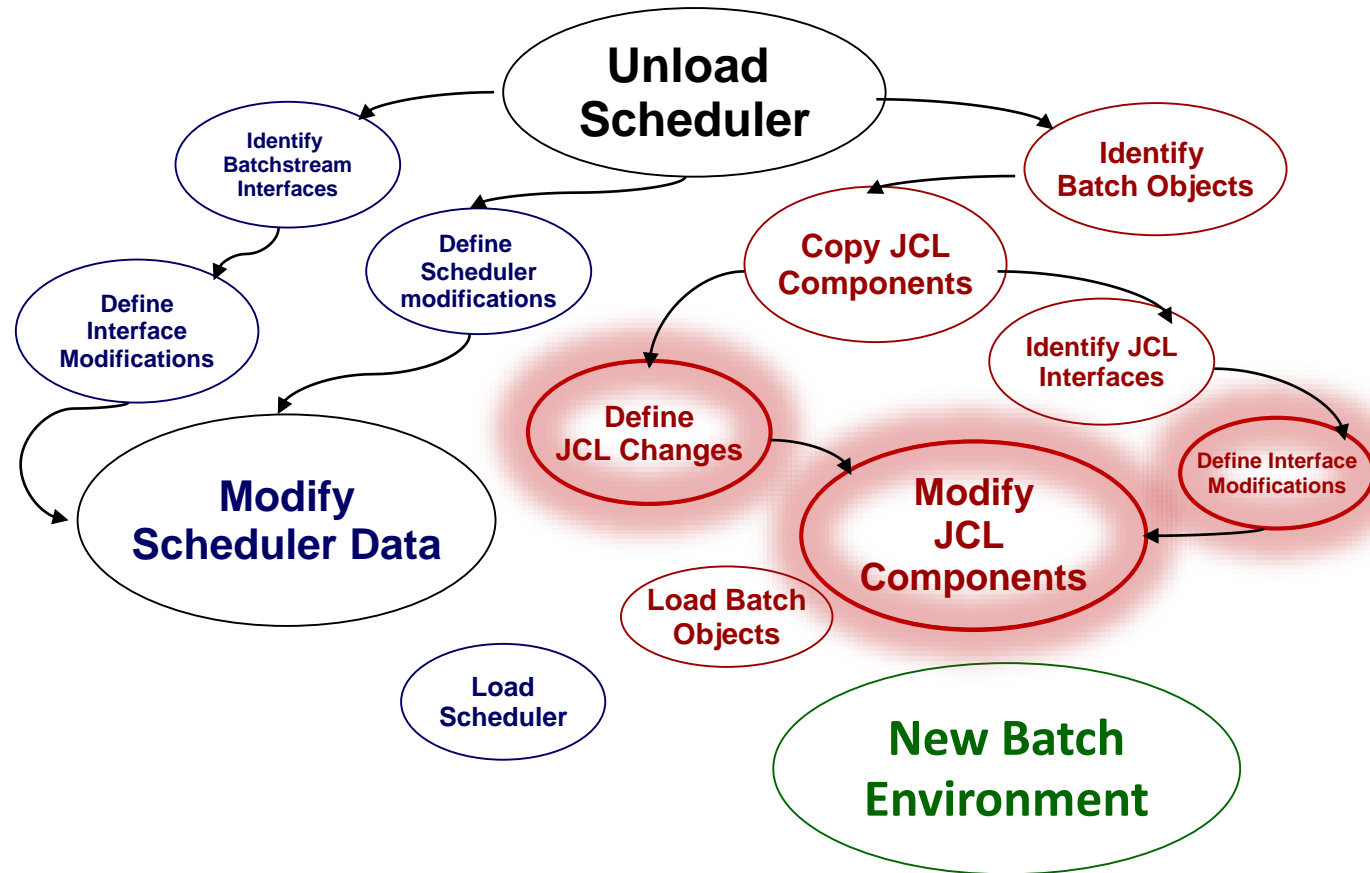 Unload
Scheduler
Identify
Batchstream
Interfaces
Identify
Batch Objects
Define
Scheduler
modifications
Copy JCL
Components
Define
Interface
Modifications
Identify JCL
Interfaces
Define
JCL Changes
Define Interface
Modifications
Modify
Scheduler Data
Modify
JCL
Components
Load Batch
Objects
Load
Scheduler
New Batch
Environment